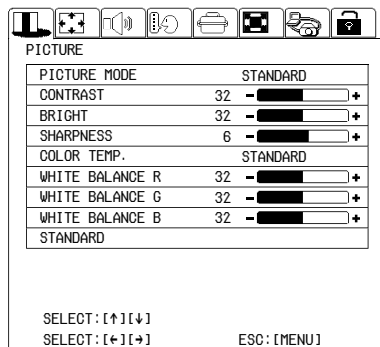 PICTURE
PICTURE MODE STANDARD
CONTRAST 32 - +
BRIGHT 32 - +
SHARPNESS 6 - +
COLOR TEMP. STANDARD
WHITE BALANCE R 32 - +
WHITE BALANCE G 32 - +
WHITE BALANCE B 32 - +
STANDARD
SELECT:[↑][↓]
SELECT:[←][→] ESC:[MENU]